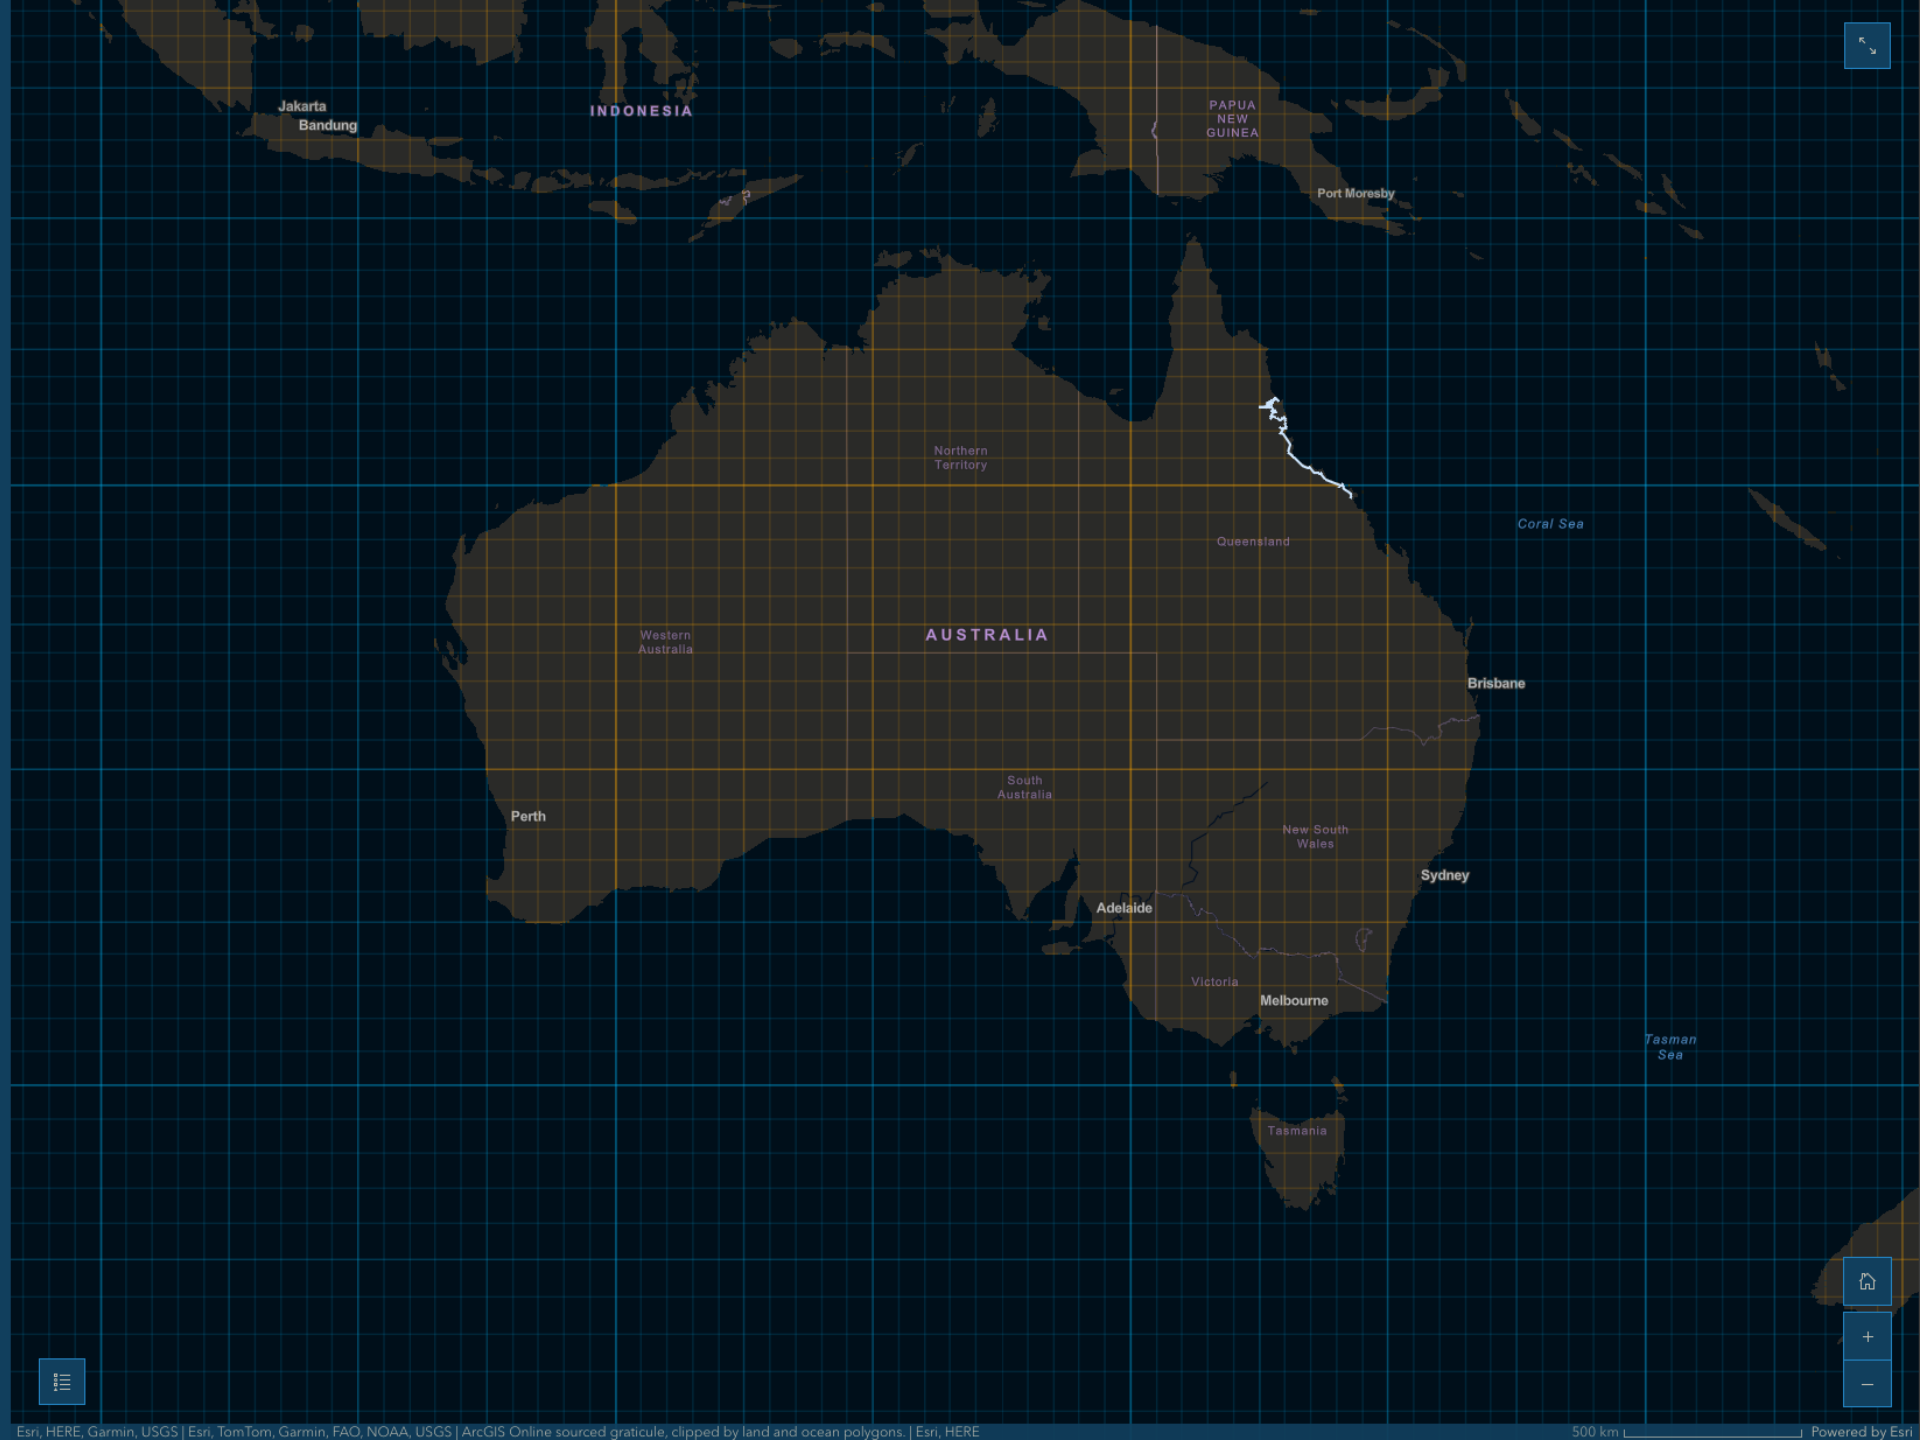 Jakarta
Bandung
INDONESIA
PAPUA
NEW
GUINEA
Port Moresby
Northern
Territory
Coral Sea
Queensland
Western
Australia
AUSTRALIA
Brisbane
South
Australia
Perth
New South
Wales
Sydney
Adelaide
Victoria
Melbourne
Tasman
Sea
Tasmania
+
−
Esri, HERE, Garmin, USGS | Esri, TomTom, Garmin, FAO, NOAA, USGS | ArcGIS Online sourced graticule, clipped by land and ocean polygons. | Esri, HERE
500 km
Powered by Esri